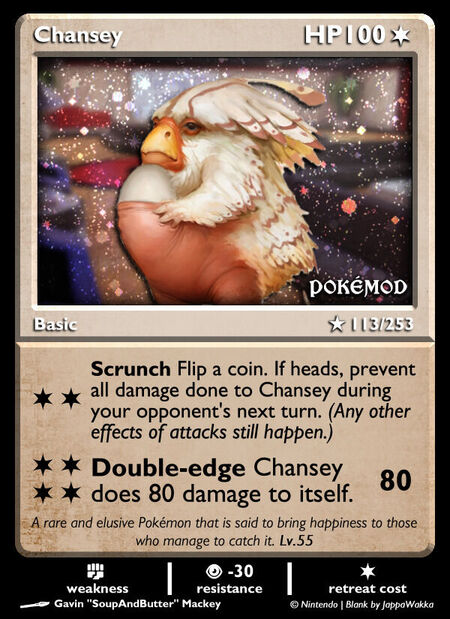 Chansey HP100
POKÉMOD
Basic 113/253
Scrunch Flip a coin. If heads, prevent
all damage done to Chansey during
your opponent's next turn. (Any other
effects of attacks still happen.)
Double-edge Chansey 80
does 80 damage to itself.
A rare and elusive Pokémon that is said to bring happiness to those
who manage to catch it. Lv.55
-30
weakness resistance retreat cost
Gavin "SoupAndButter" Mackey © Nintendo | Blank by JappaWakka